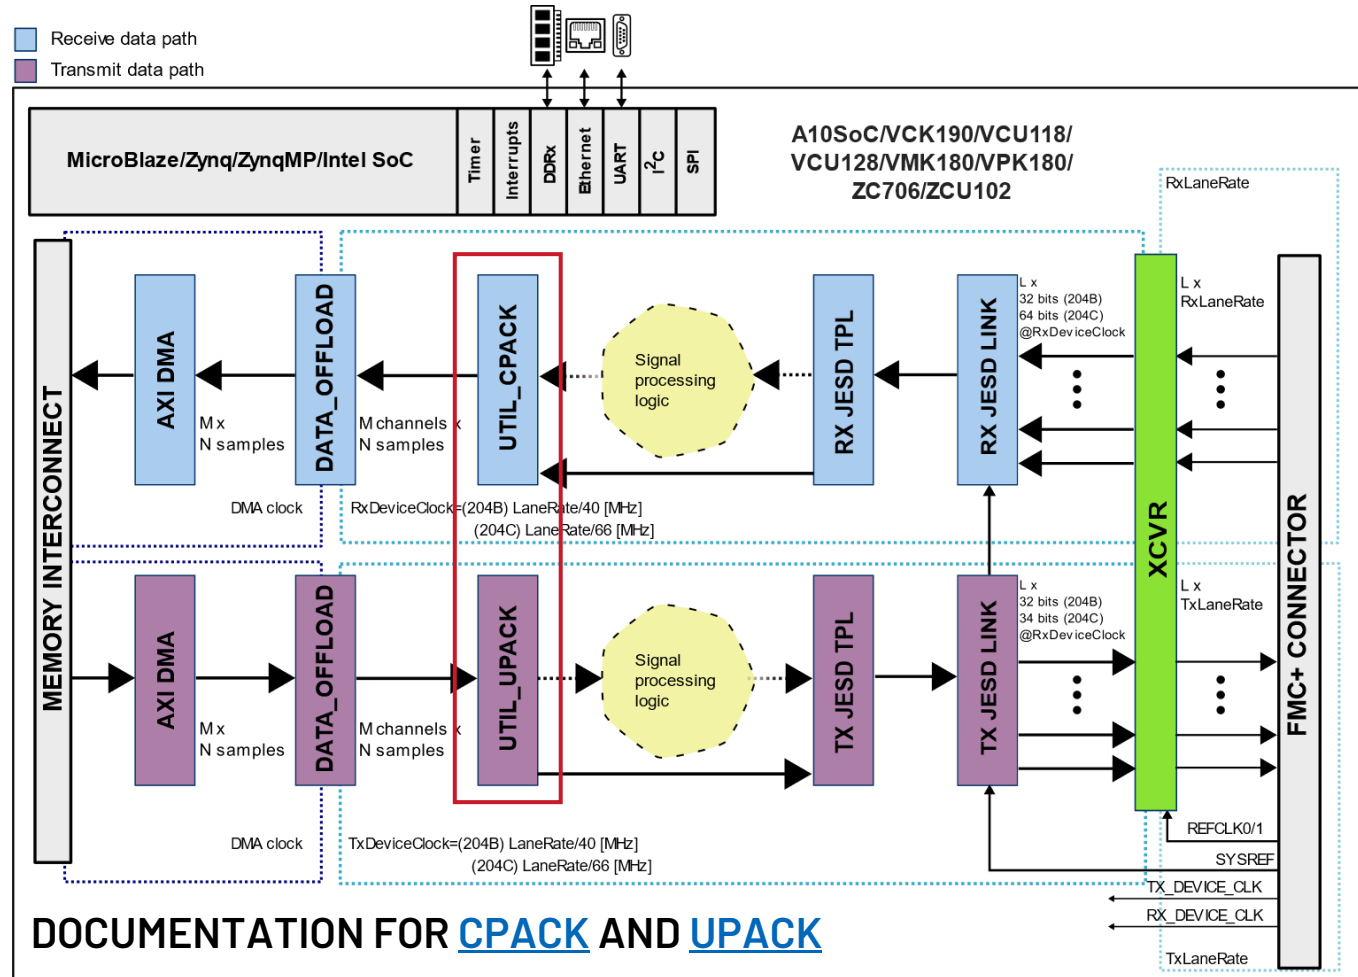 Receive data path
Transmit data path
MicroBlaze/Zynq/ZynqMP/Intel SoC
Timer
Interrupts
DDRx
Ethernet
UART
I2C
SPI
A10SoC/VCK190/VCU118/
VCU128/VMK180/VPK180/
ZC706/ZCU102
RxLaneRate
MEMORY INTERCONNECT
AXI DMA
M x
N samples
DATA_OFFLOAD
M channels x
N samples
UTIL_CPACK
Signal
processing
logic
RX JESD TPL
RX JESD LINK
L x
32 bits (204B)
64 bits (204C)
@RxDeviceClock
XCVR
L x
RxLaneRate
FMC+ CONNECTOR
DMA clock
RxDeviceClock=(204B) LaneRate/40 [MHz]
(204C) LaneRate/66 [MHz]
AXI DMA
M x
N samples
DATA_OFFLOAD
M channels x
N samples
UTIL_UPACK
Signal
processing
logic
TX JESD TPL
TX JESD LINK
L x
32 bits (204B)
34 bits (204C)
@RxDeviceClock
L x
TxLaneRate
DMA clock
TxDeviceClock=(204B) LaneRate/40 [MHz]
(204C) LaneRate/66 [MHz]
REFCLK0/1
SYSREF
TX_DEVICE_CLK
RX_DEVICE_CLK
TxLaneRate
DOCUMENTATION FOR CPACK AND UPACK